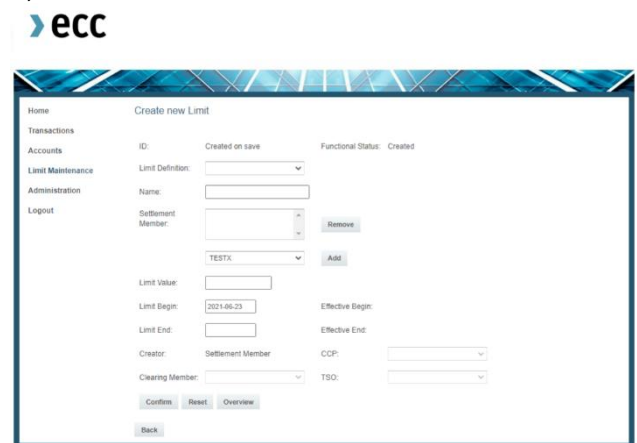 ecc
Home
Create new Limit
Transactions
Accounts
Limit Maintenance
Administration
Logout
ID: Created on save Functional Status: Created
Limit Definition:
Name:
Settlement
Member:
Remove
TESTX Add
Limit Value:
Limit Begin: 2021-06-23 Effective Begin:
Limit End: Effective End:
Creator: Settlement Member CCP:
Clearing Member: TSO:
Confirm Reset Overview
Back